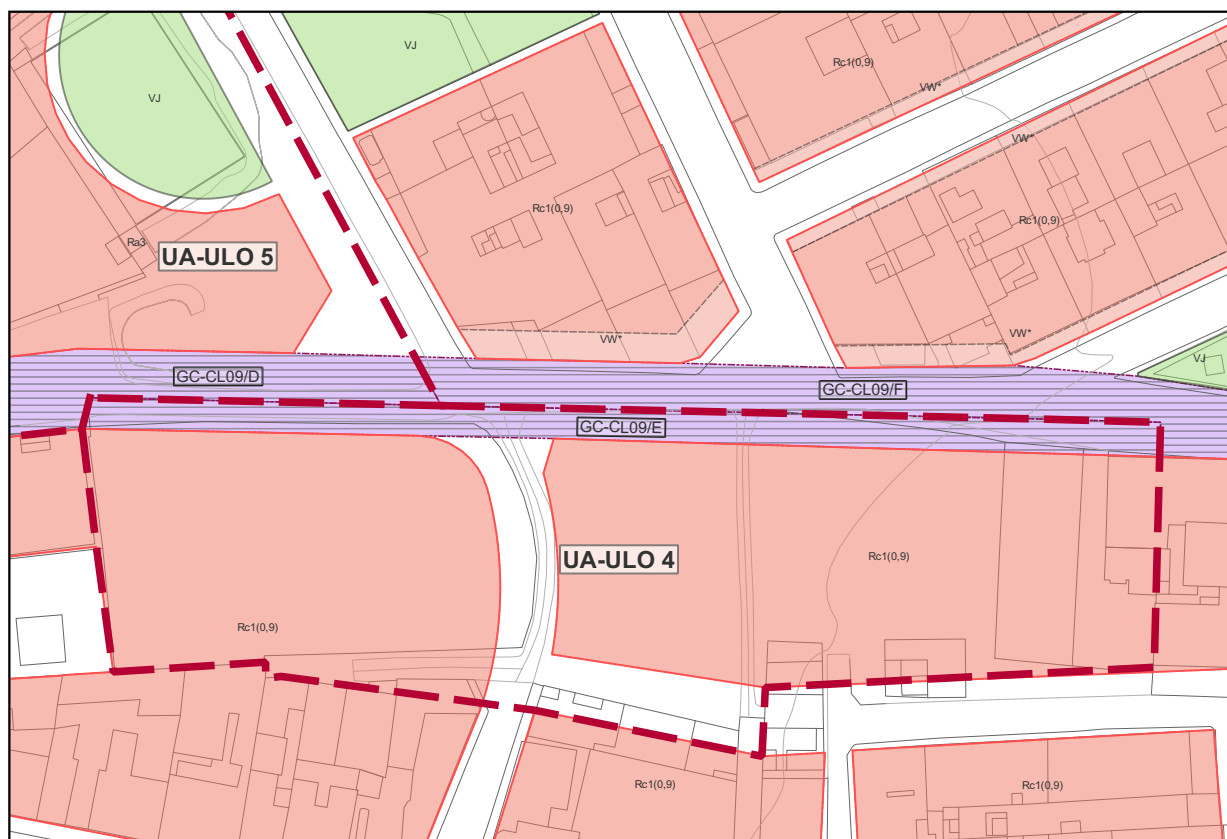 VJ
Rc1(0,9)
VW*
VJ
VW*
Rc1(0,9)
Rc1(0,9)
Ra3
UA-ULO 5
VW*
VW*
VJ
GC-CL09/D
GC-CL09/F
GC-CL09/E
UA-ULO 4
Rc1(0,9)
Rc1(0,9)
Rc1(0,9)
Rc1(0,9)